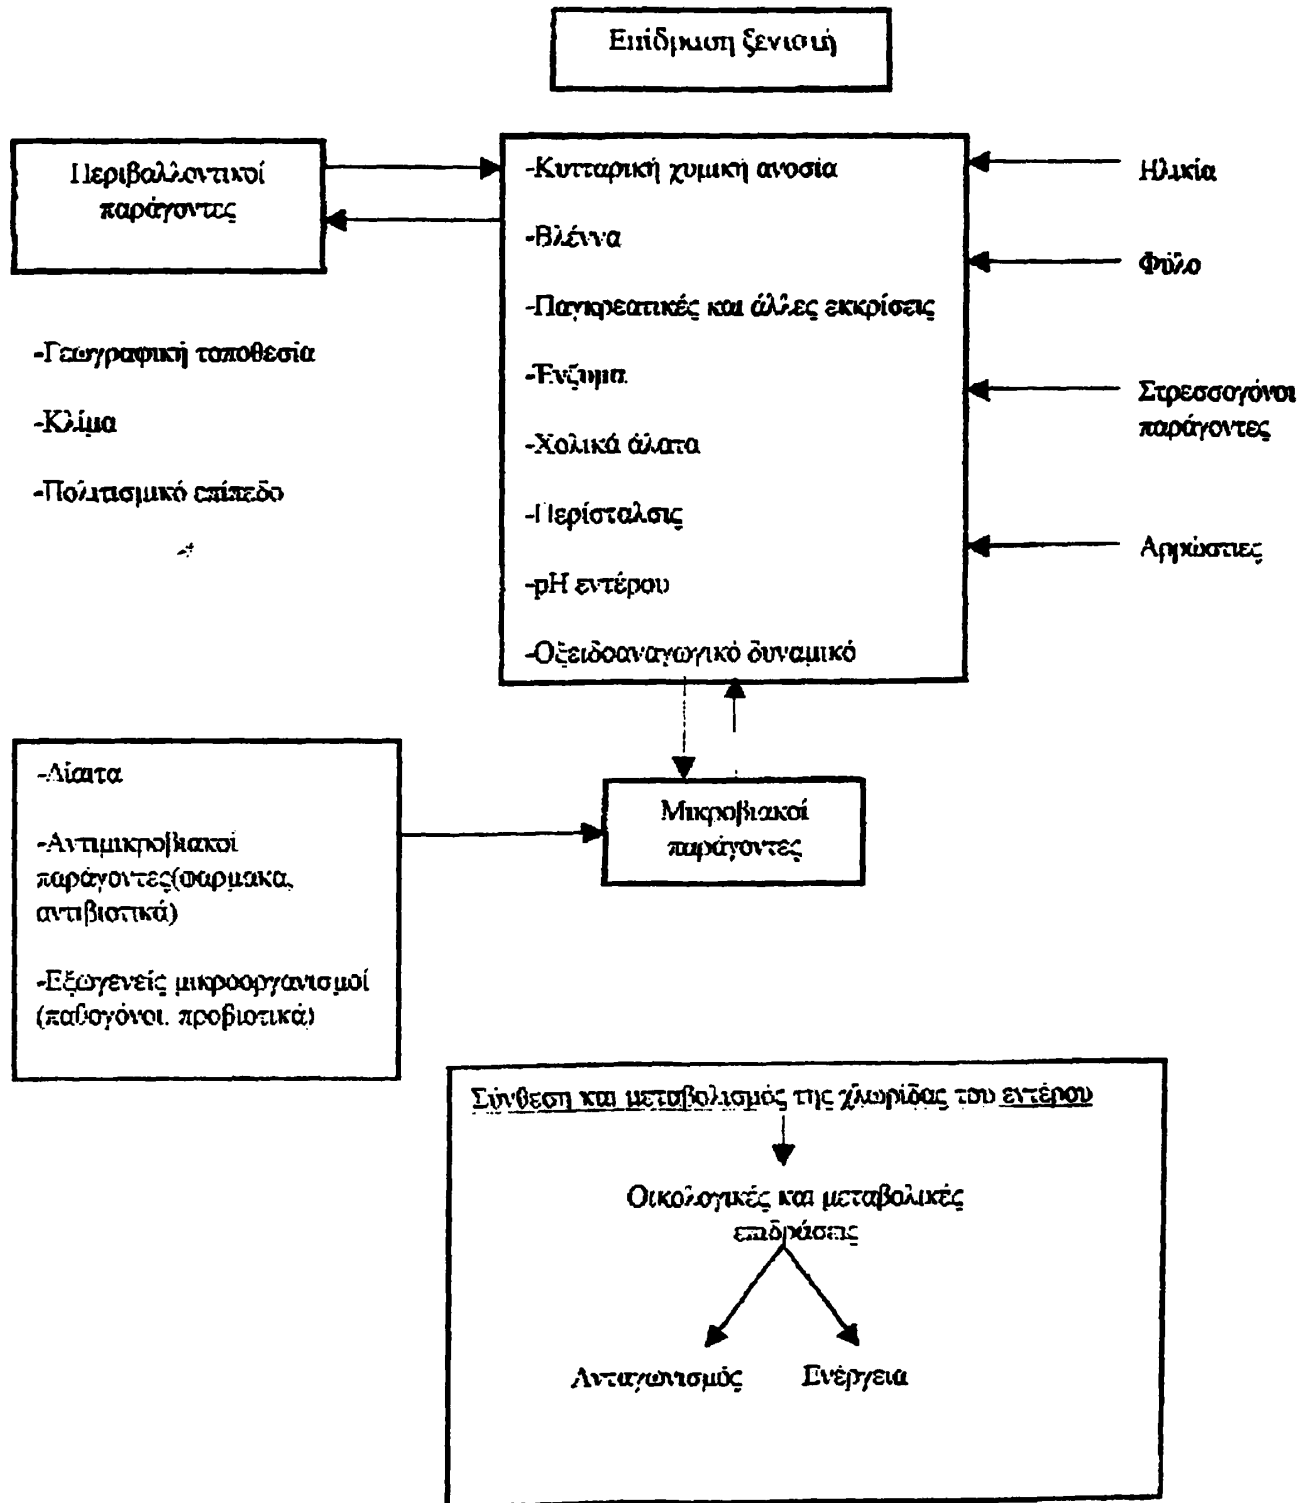 Επίδραση ξενιστή
Περιβαλλοντικοί
παράγοντες
-Γεωγραφική τοποθεσία
-Κλίμα
-Πολιτισμικό επίπεδο
-Κυτταρική χυμική ανοσία
-Βλέννα
-Παγκρεατικές και άλλες εκκρίσεις
-Ένζυμα
-Χολικά άλατα
-Περίσταλσις
-pH εντέρου
-Οξειδοαναγωγικό δυναμικό
Ηλικία
Φύλο
Στρεσσογόνοι
παράγοντες
Αρρώστιες
-Δίαιτα
-Αντιμικροβιακοί
παράγοντες(φαρμακα,
αντιβιοτικά)
-Εξωγενείς μικροοργανισμοί
(παθογόνοι, προβιοτικά)
Μικροβιακοί
παράγοντες
Σύνθεση και μεταβολισμός της χλωρίδας του εντέρου
Οικολογικές και μεταβολικές
επιδράσεις
Ανταγωνισμός
Ενέργεια